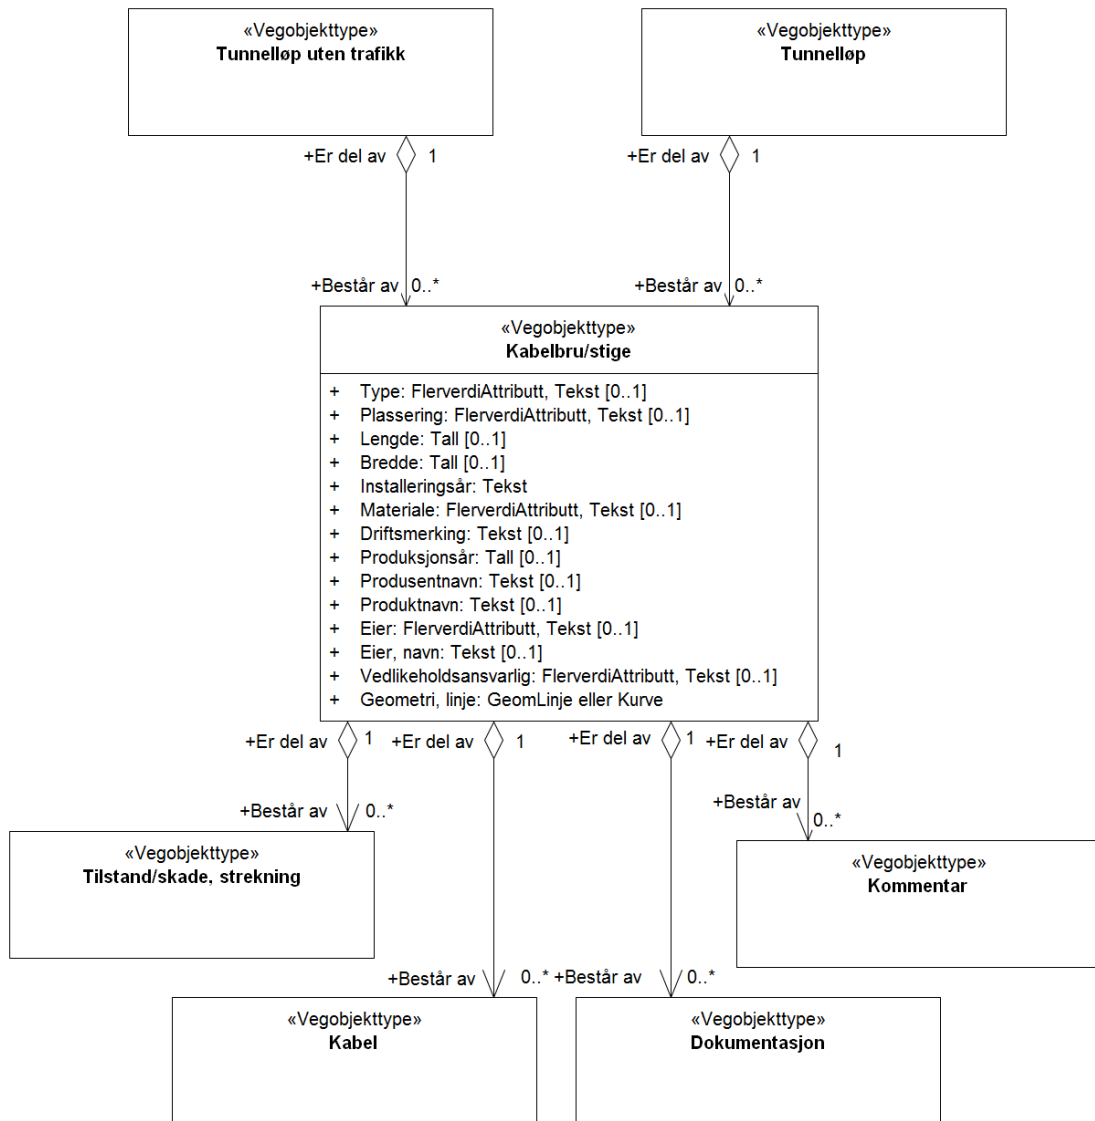 «Vegobjekttype»
Tunnelløp uten trafikk
«Vegobjekttype»
Tunnelløp
+Er del av 1
+Er del av 1
+Består av 0..*
+Består av 0..*
«Vegobjekttype»
Kabelbru/stige
+ Type: FlerverdiAttributt, Tekst [0..1]
+ Plassering: FlerverdiAttributt, Tekst [0..1]
+ Lengde: Tall [0..1]
+ Bredde: Tall [0..1]
+ Installeringsår: Tekst
+ Materiale: FlerverdiAttributt, Tekst [0..1]
+ Driftsmerking: Tekst [0..1]
+ Produksjonsår: Tall [0..1]
+ Produsentnavn: Tekst [0..1]
+ Produktnavn: Tekst [0..1]
+ Eier: FlerverdiAttributt, Tekst [0..1]
+ Eier, navn: Tekst [0..1]
+ Vedlikeholdsansvarlig: FlerverdiAttributt, Tekst [0..1]
+ Geometri, linje: GeomLinje eller Kurve
+Er del av 1
+Er del av 1
+Er del av 1
+Er del av 1
+Består av 0..*
+Består av 0..*
«Vegobjekttype»
Tilstand/skade, strekning
«Vegobjekttype»
Kommentar
+Består av 0..*
+Består av 0..*
«Vegobjekttype»
Kabel
«Vegobjekttype»
Dokumentasjon